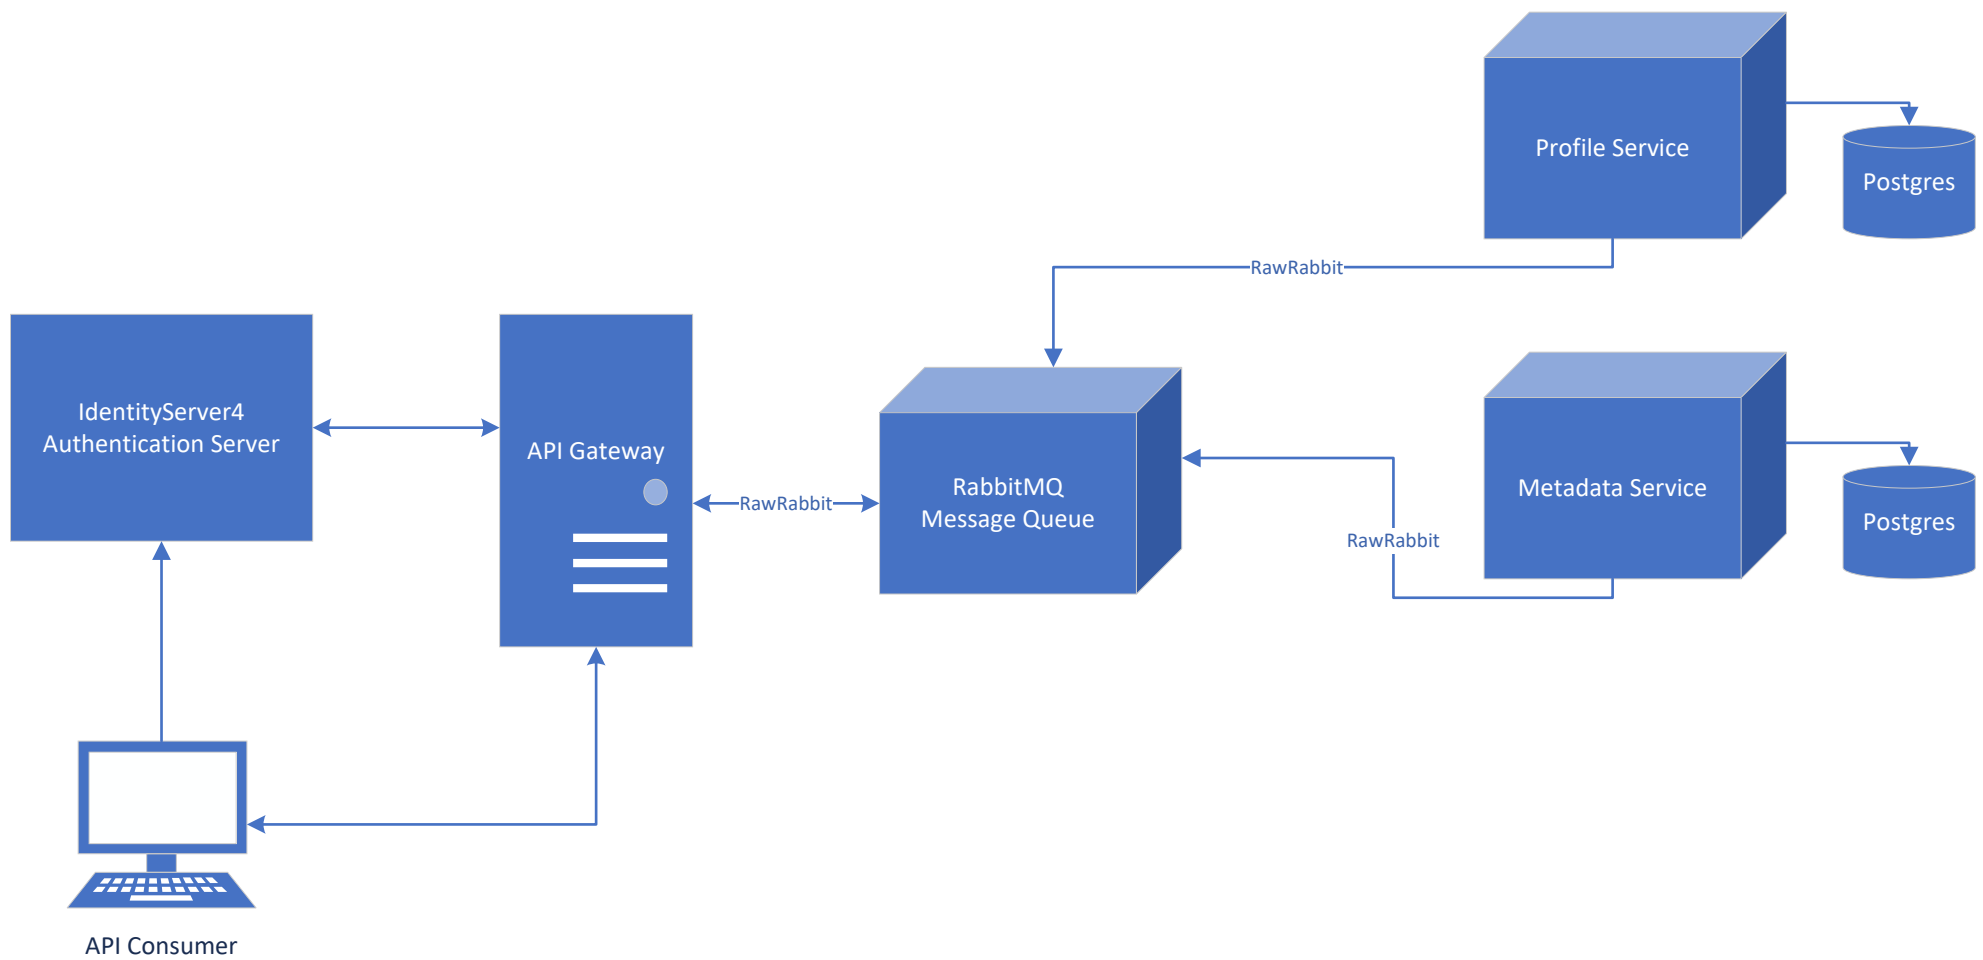 Profile Service
Postgres
RawRabbit
IdentityServer4
Authentication Server
API Gateway
RawRabbit
RabbitMQ
Message Queue
RawRabbit
Metadata Service
Postgres
API Consumer